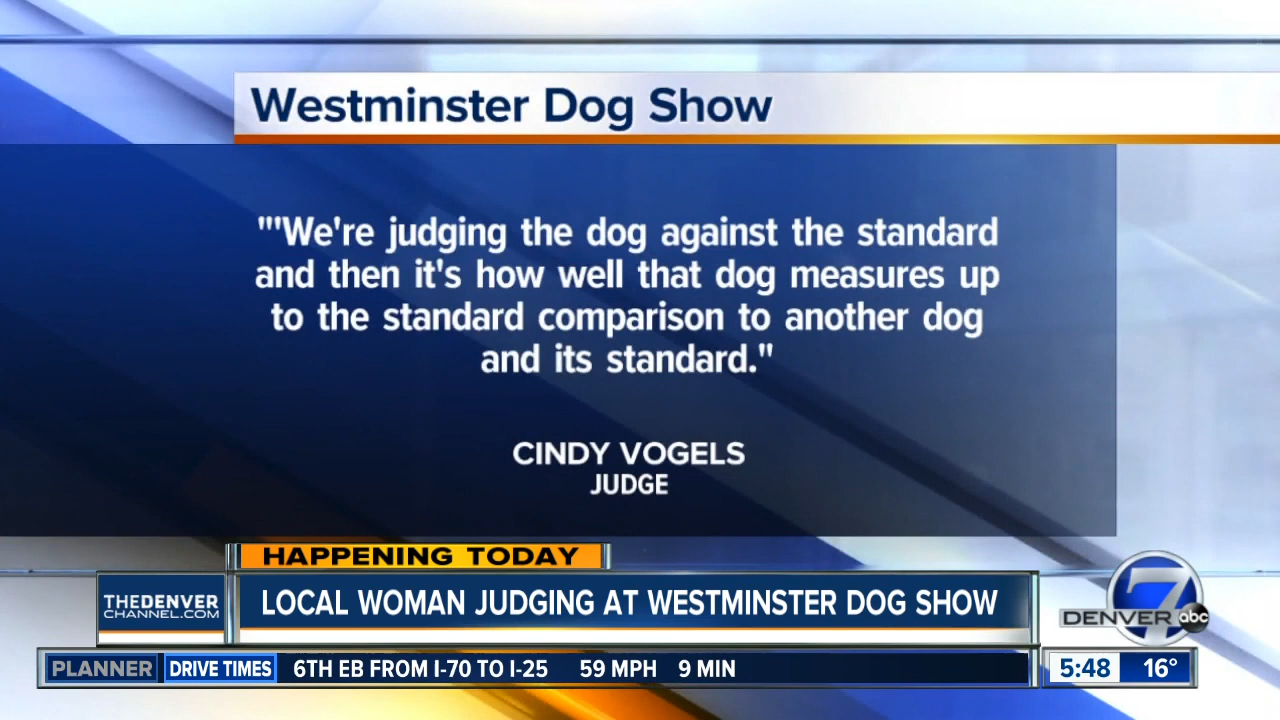 Westminster Dog Show
"'We're judging the dog against the standard
and then it's how well that dog measures up
to the standard comparison to another dog
and its standard."
CINDY VOGELS
JUDGE
HAPPENING TODAY
THEDENVER
CHANNEL.COM
LOCAL WOMAN JUDGING AT WESTMINSTER DOG SHOW
7
DENVER abc
PLANNER DRIVE TIMES 6TH EB FROM I-70 TO I-25 59 MPH 9 MIN 5:48 16°